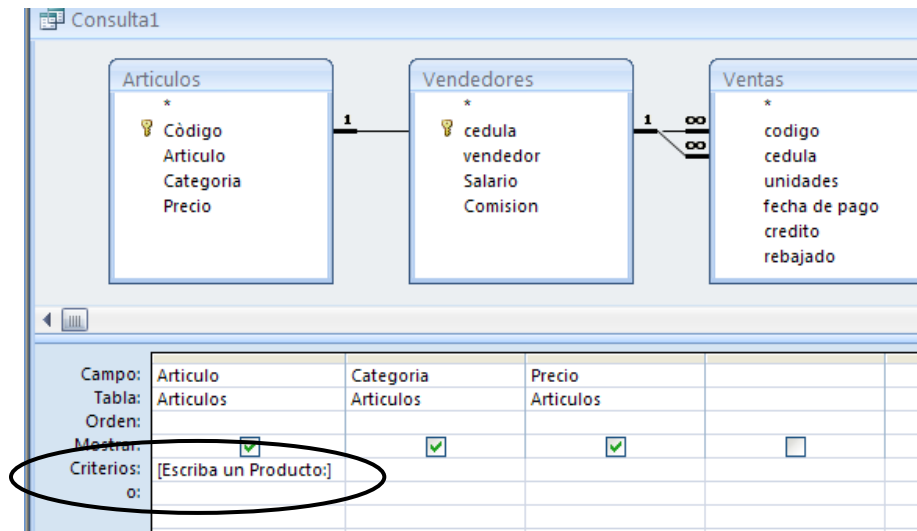 Consulta1
Articulos
*
Còdigo
Articulo
Categoria
Precio
1
Vendedores
*
cedula
vendedor
Salario
Comision
1
∞
∞
Ventas
*
codigo
cedula
unidades
fecha de pago
credito
rebajado
Campo: Articulo Categoria Precio
Tabla: Articulos Articulos Articulos
Orden:
Mostrar:
Criterios: [Escriba un Producto:]
o: